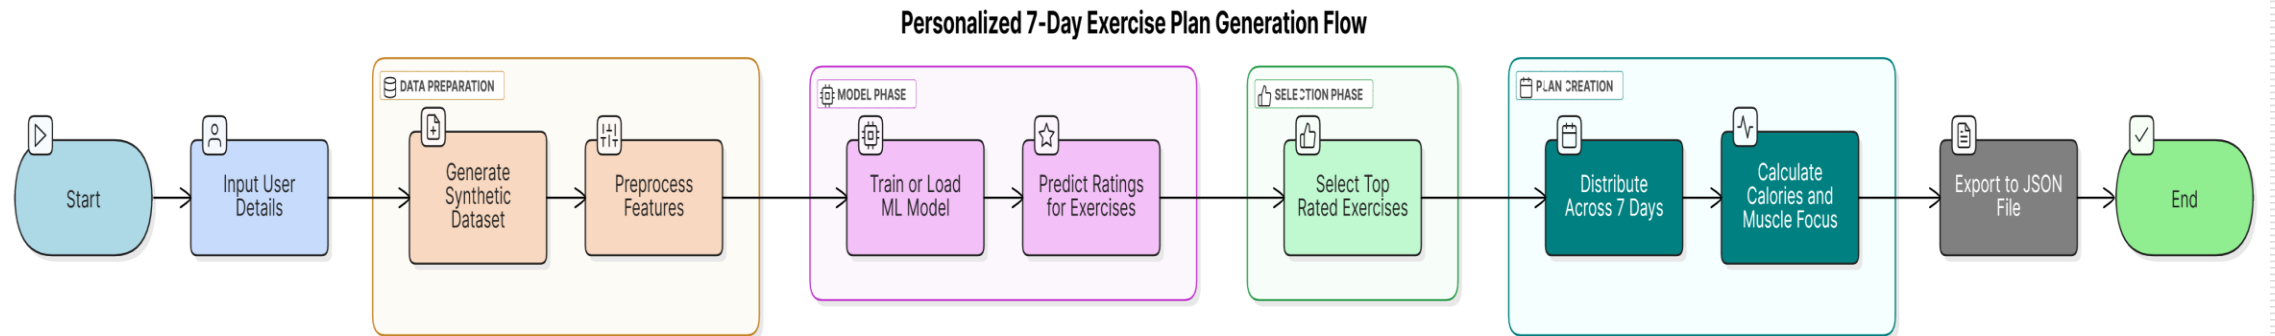 Personalized 7-Day Exercise Plan Generation Flow
Start
Input User
Details
DATA PREPARATION
Generate
Synthetic
Dataset
Preprocess
Features
MODEL PHASE
Train or Load
ML Model
Predict Ratings
for Exercises
SELECTION PHASE
Select Top
Rated Exercises
PLAN CREATION
Distribute
Across 7 Days
Calculate
Calories and
Muscle Focus
Export to JSON
File
End